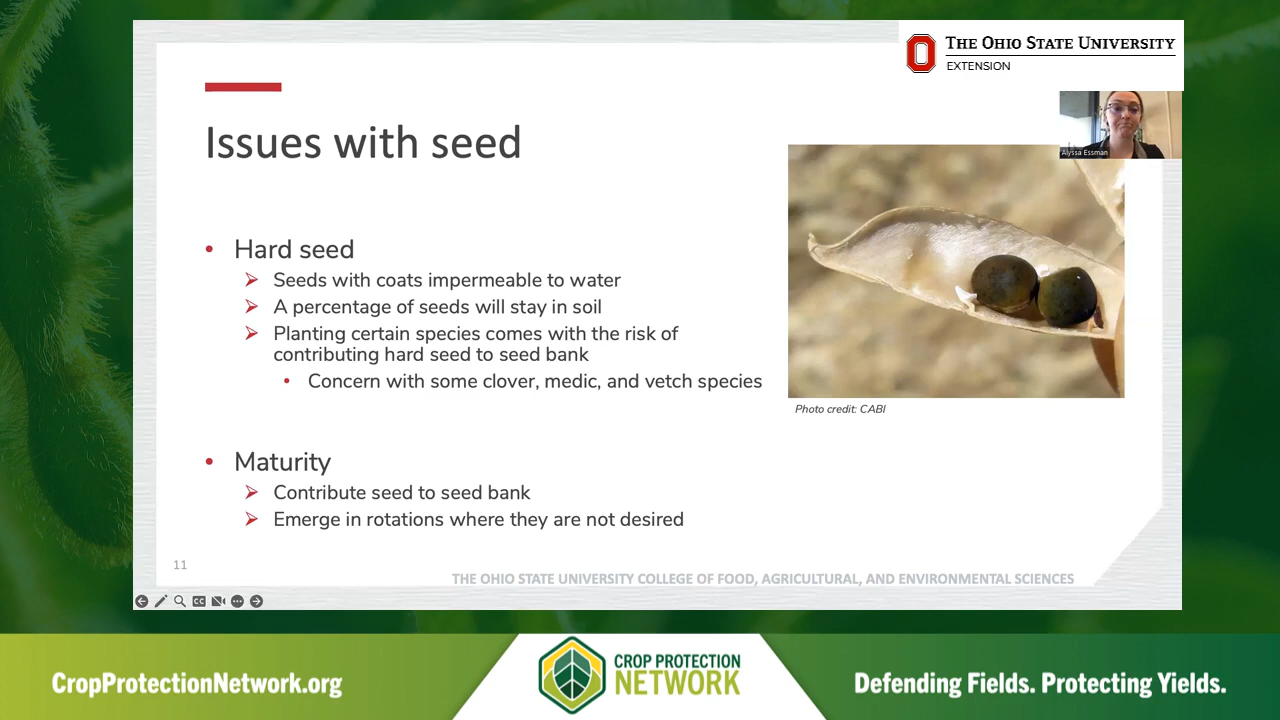 THE OHIO STATE UNIVERSITY
EXTENSION
Alyssa Essman
Issues with seed
• Hard seed
Seeds with coats impermeable to water
A percentage of seeds will stay in soil
Planting certain species comes with the risk of
contributing hard seed to seed bank
• Concern with some clover, medic, and vetch species
Photo credit: CABI
• Maturity
Contribute seed to seed bank
Emerge in rotations where they are not desired
11
THE OHIO STATE UNIVERSITY COLLEGE OF FOOD, AGRICULTURAL, AND ENVIRONMENTAL SCIENCES
CC
CropProtectionNetwork.org
CROP PROTECTION
NETWORK
Defending Fields. Protecting Yields.